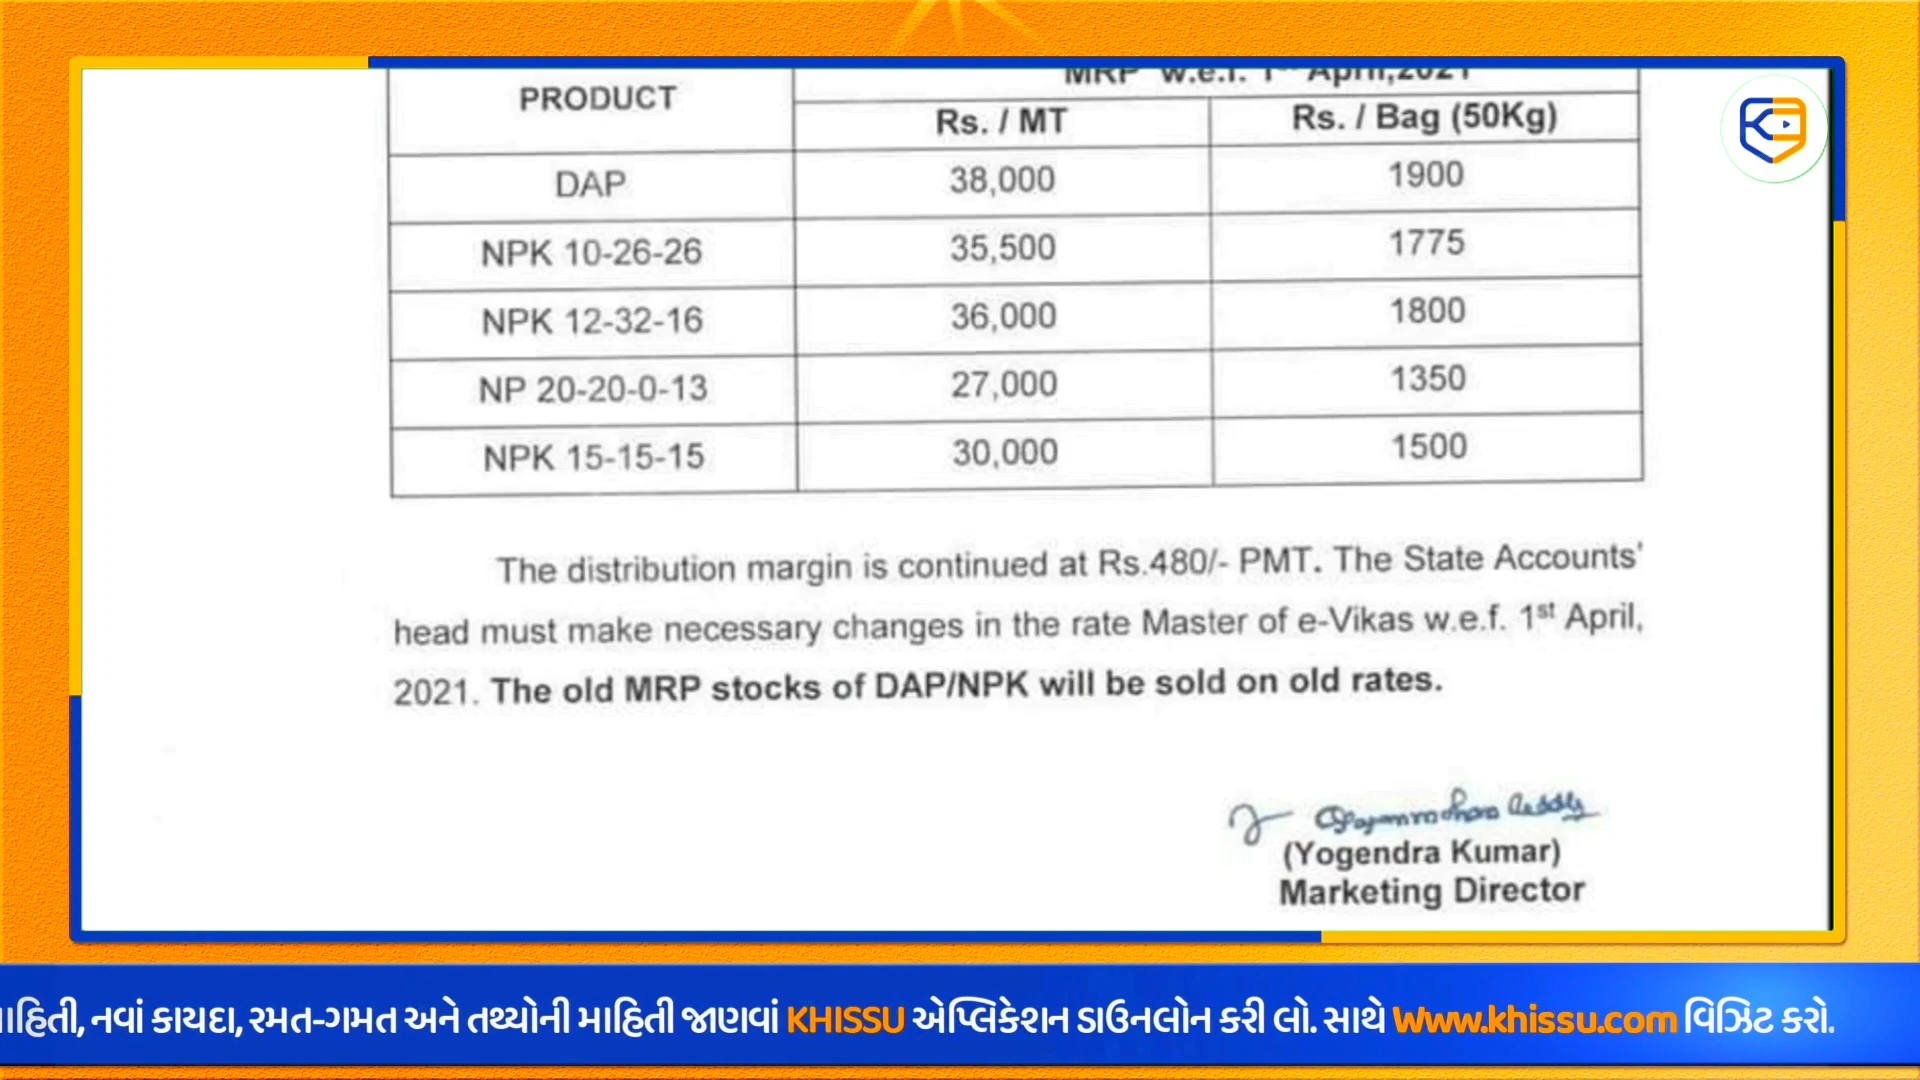 MRP w.e.f. 1st April,2021
PRODUCT
Rs. / MT
Rs. / Bag (50Kg)
DAP 38,000 1900
NPK 10-26-26 35,500 1775
NPK 12-32-16 36,000 1800
NP 20-20-0-13 27,000 1350
NPK 15-15-15 30,000 1500
The distribution margin is continued at Rs.480/- PMT. The State Accounts'
head must make necessary changes in the rate Master of e-Vikas w.e.f. 1st April,
2021. The old MRP stocks of DAP/NPK will be sold on old rates.
(Yogendra Kumar)
Marketing Director
નવાં કાયદા, રમત-ગમત અને તથ્યોની માહિતી જાણવાં KHISSU એપ્લિકેશન ડાઉનલોન કરી લો. સાથે Www.khissu.com વિઝિટ કરો.